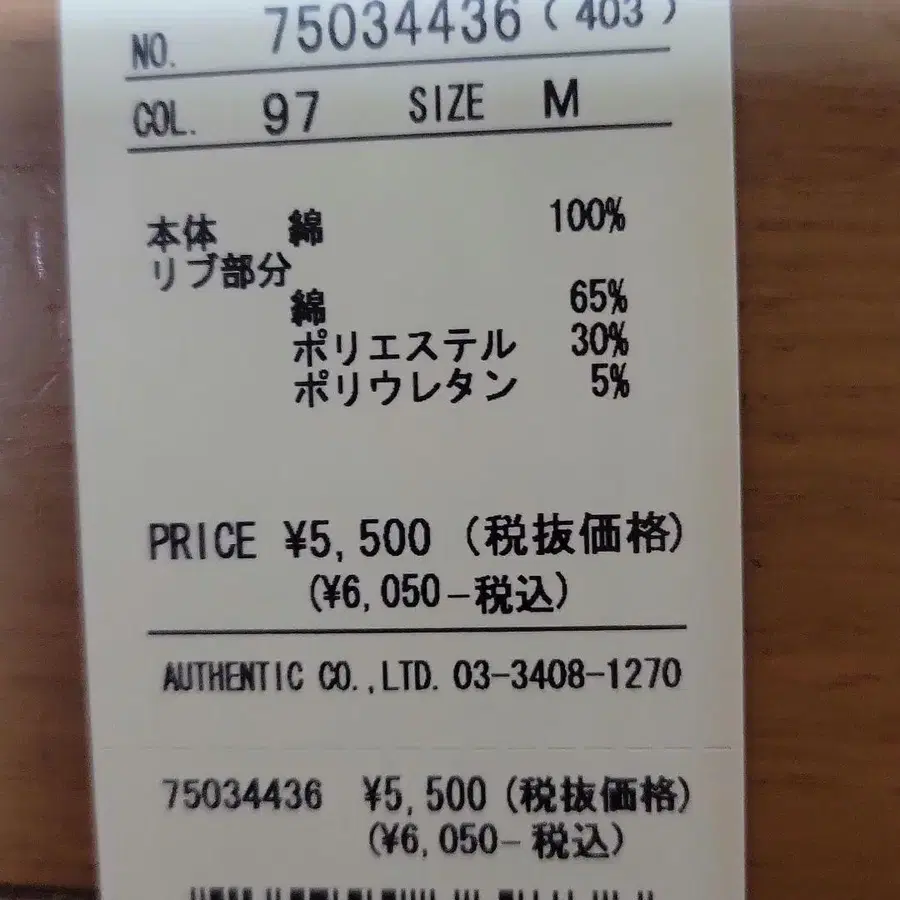 NO. 75034436 (403)
COL. 97 SIZE M
本体 綿 100%
リブ部分
綿 65%
ポリエステル 30%
ポリウレタン 5%
PRICE ¥5,500 (税抜価格)
(¥6,050-税込)
AUTHENTIC CO.,LTD. 03-3408-1270
75034436 ¥5,500 (税抜価格)
(¥6,050-税込)